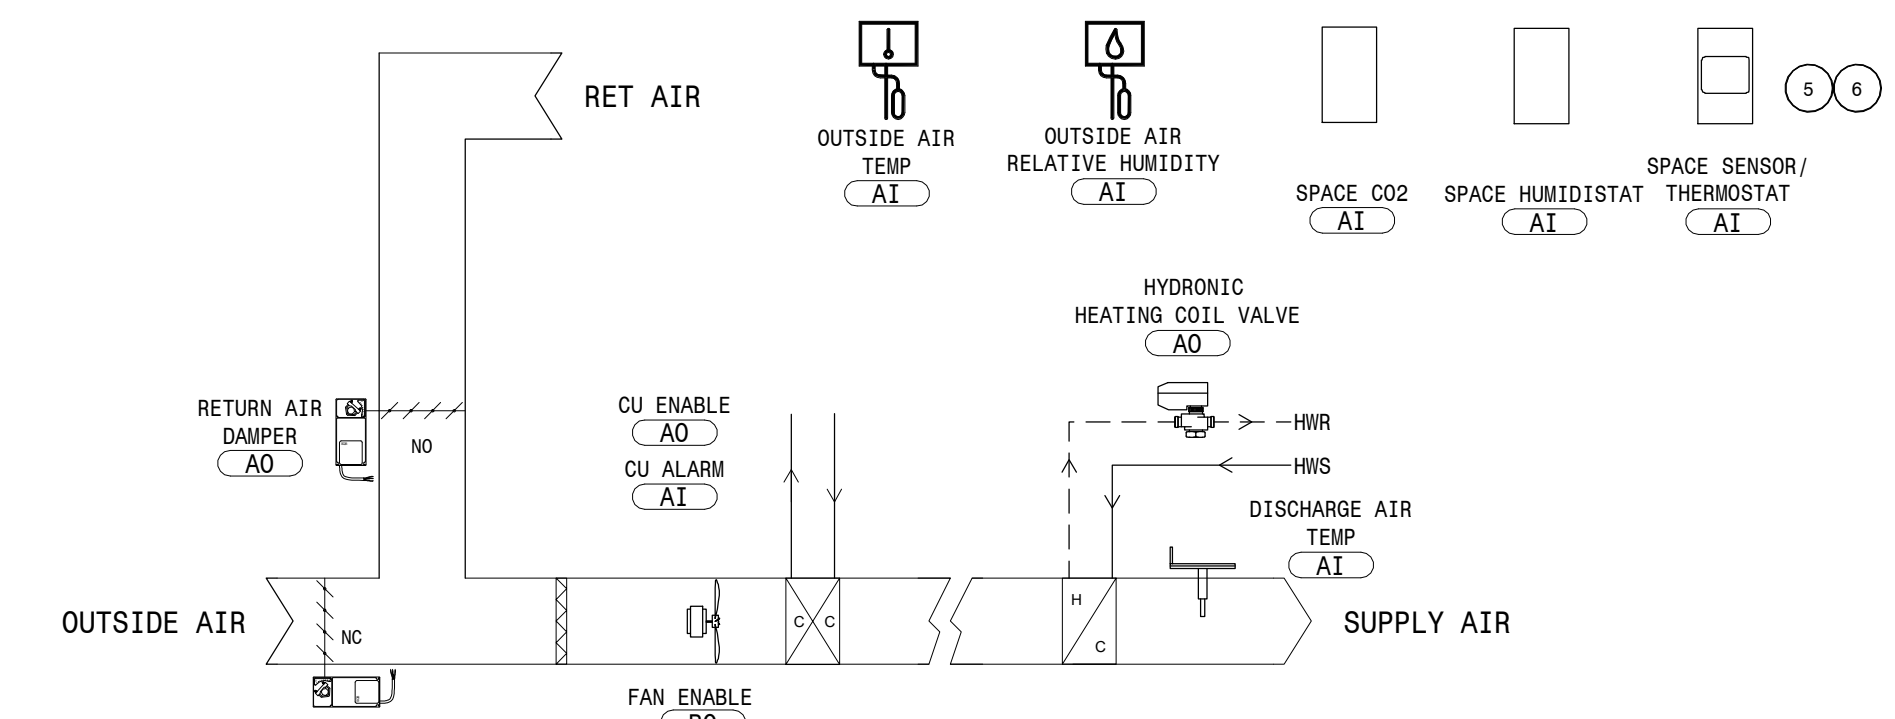 RET AIR
OUTSIDE AIR
TEMP
AI
OUTSIDE AIR
RELATIVE HUMIDITY
AI
SPACE CO2
AI
SPACE HUMIDISTAT
AI
5 6
SPACE SENSOR/
THERMOSTAT
AI
HYDRONIC
HEATING COIL VALVE
AO
RETURN AIR
DAMPER
AO
NO
CU ENABLE
AO
CU ALARM
AI
HWR
HWS
DISCHARGE AIR
TEMP
AI
OUTSIDE AIR
NC
C C
H
C
SUPPLY AIR
FAN ENABLE